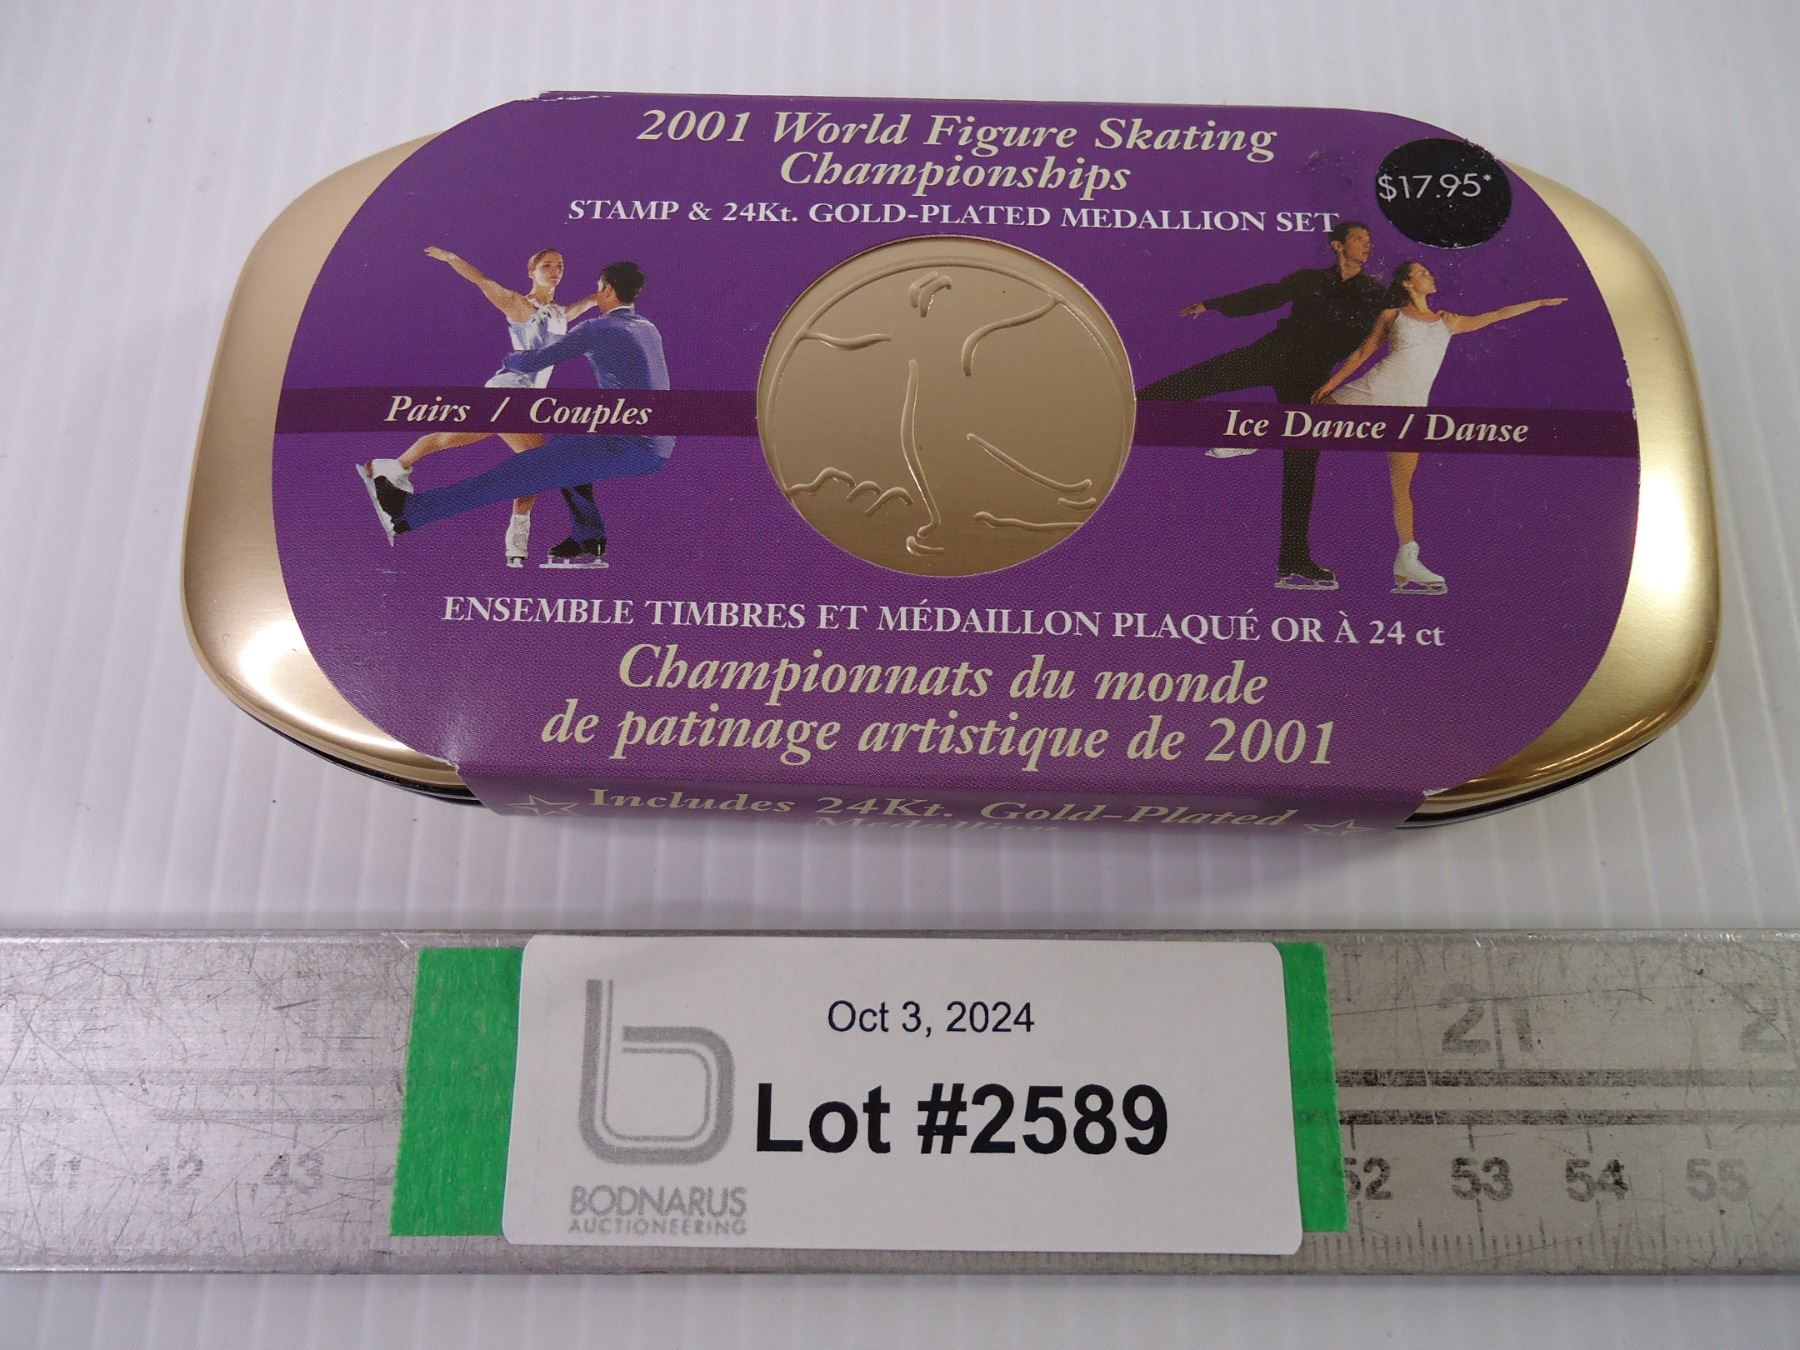 2001 World Figure Skating
Championships
STAMP & 24Kt. GOLD-PLATED MEDALLION SET
$17.95*
Pairs / Couples
Ice Dance / Danse
ENSEMBLE TIMBRES ET MÉDAILLON PLAQUÉ OR À 24 ct
Championnats du monde
de patinage artistique de 2001
Includes 24Kt. Gold-Plated
Medallion
Oct 3, 2024
Lot #2589
BODNARUS
AUCTIONEERING
21
41 42 43 52 53 54 55